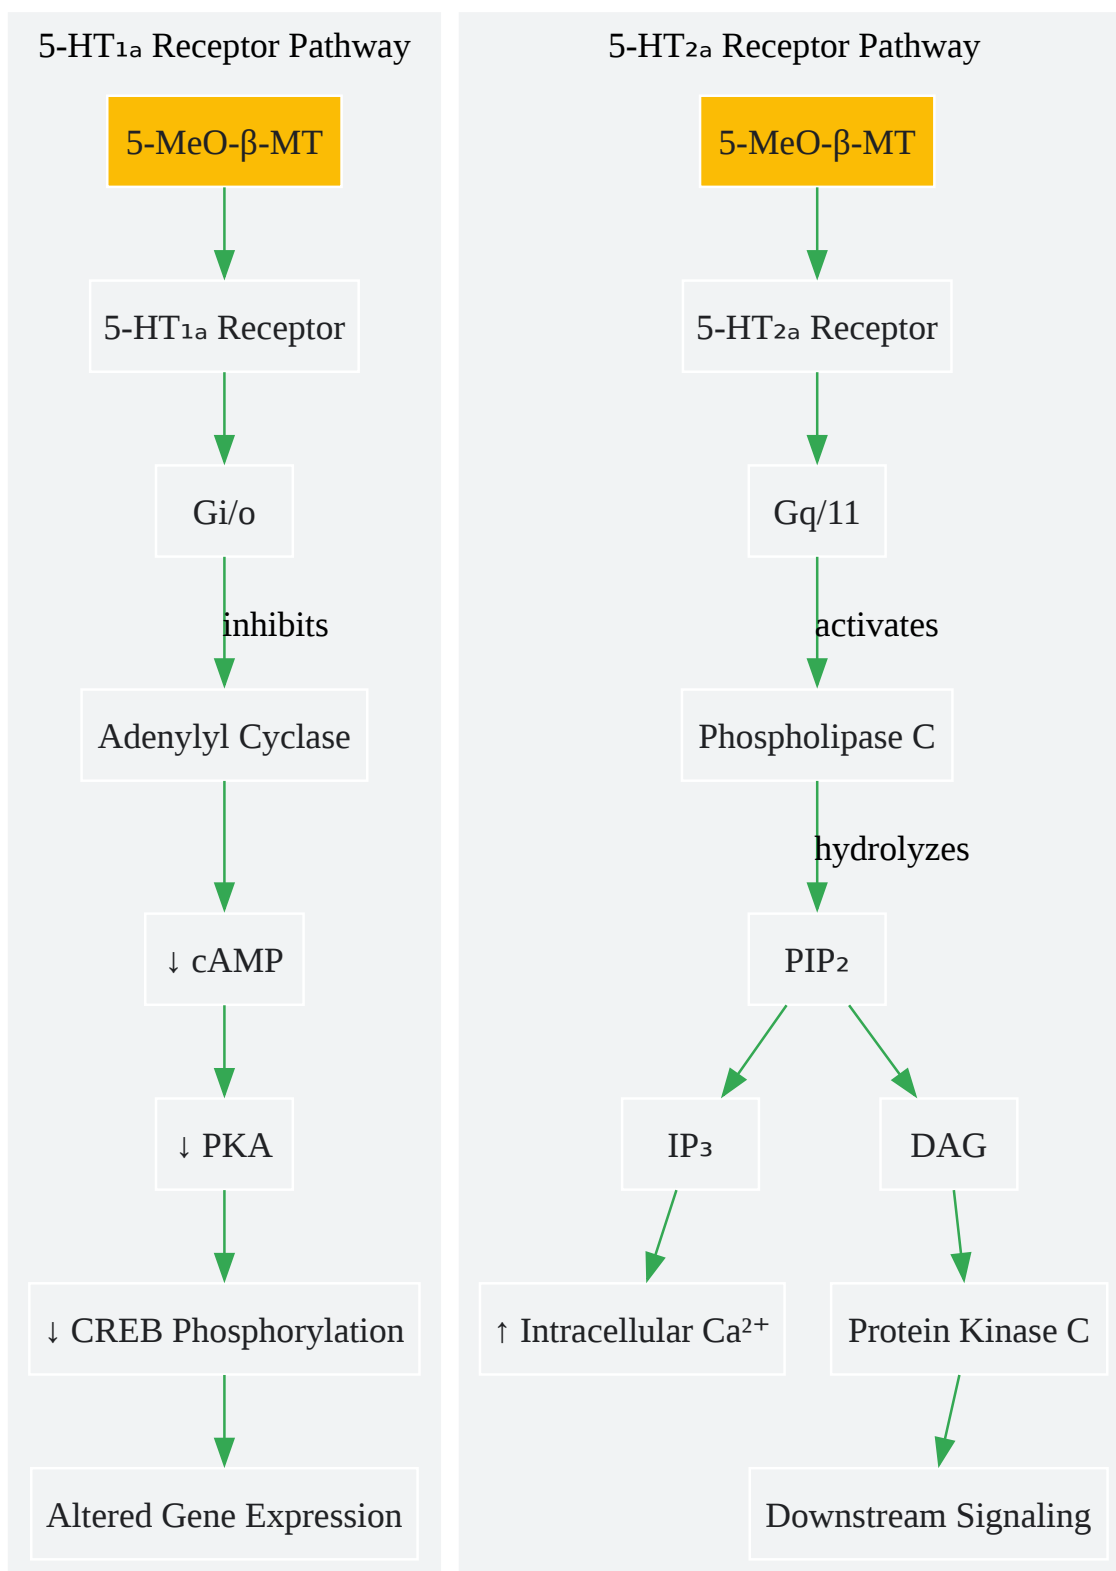 5-HT₁ₐ Receptor Pathway
5-MeO-β-MT
5-HT₁ₐ Receptor
Gi/o
inhibits
Adenylyl Cyclase
↓ cAMP
↓ PKA
↓ CREB Phosphorylation
Altered Gene Expression
5-HT₂ₐ Receptor Pathway
5-MeO-β-MT
5-HT₂ₐ Receptor
Gq/11
activates
Phospholipase C
hydrolyzes
PIP₂
IP₃
DAG
↑ Intracellular Ca²⁺
Protein Kinase C
Downstream Signaling